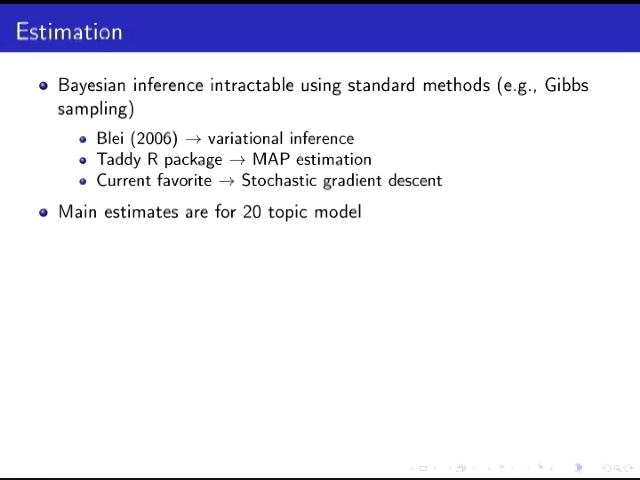 Estimation
Bayesian inference intractable using standard methods (e.g., Gibbs
sampling)
Blei (2006) → variational inference
Taddy R package → MAP estimation
Current favorite → Stochastic gradient descent
Main estimates are for 20 topic model